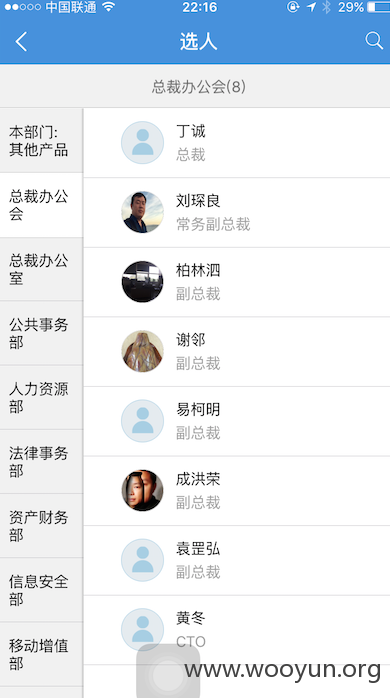 中国联通 22:16 29%
选人
总裁办公会(8)
本部门:
其他产品
总裁办公
会
总裁办公
室
公共事务
部
人力资源
部
法律事务
部
资产财务
部
信息安全
部
移动增值
部
丁诚
总裁
刘琛良
常务副总裁
柏林泗
副总裁
谢邻
副总裁
易柯明
副总裁
成洪荣
副总裁
袁罡弘
副总裁
黄冬
CTO
www.wooyun.org